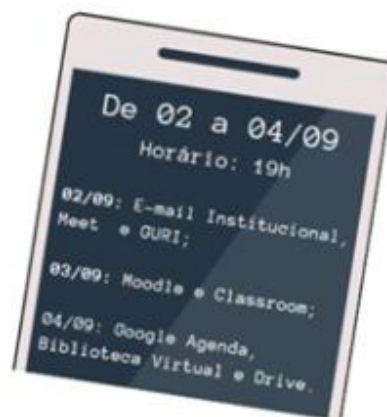 De 02 a 04/09
Horário: 19h
02/09: E-mail Institucional,
Meet e GURI;
03/09: Moodle e Classroom;
04/09: Google Agenda,
Biblioteca Virtual e Drive.